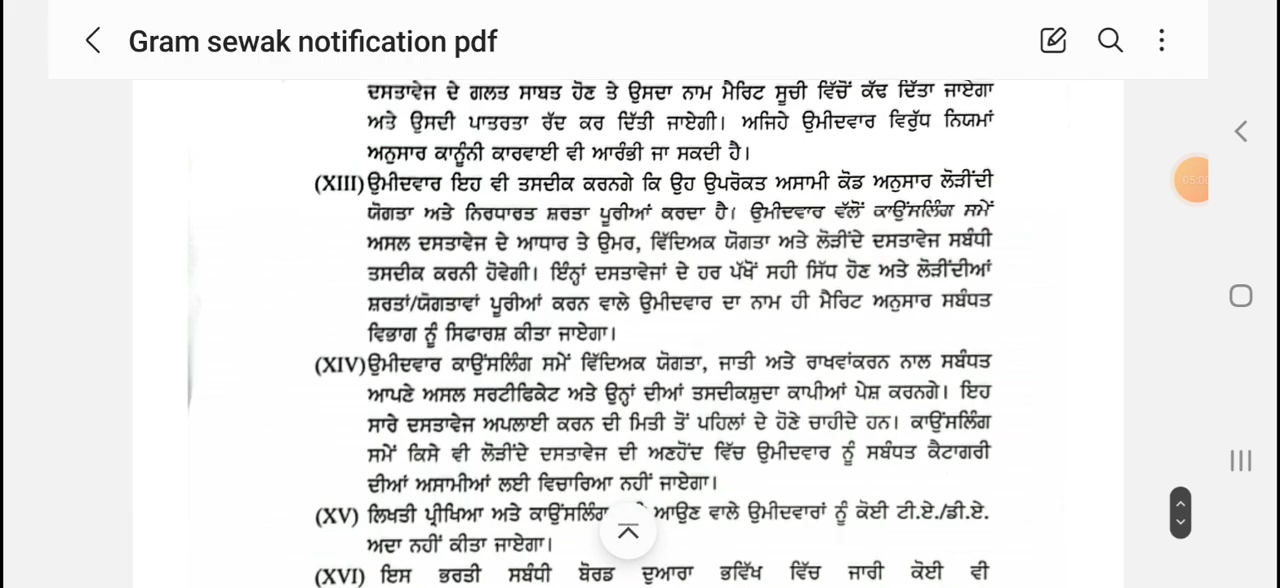 Gram sewak notification pdf
ਦਸਤਾਵੇਜ ਦੇ ਗਲਤ ਸਾਬਤ ਹੋਣ ਤੇ ਉਸਦਾ ਨਾਮ ਮੈਰਿਟ ਸੂਚੀ ਵਿੱਚੋਂ ਕੱਢ ਦਿੱਤਾ ਜਾਏਗਾ
ਅਤੇ ਉਸਦੀ ਪਾਤਰਤਾ ਰੱਦ ਕਰ ਦਿੱਤੀ ਜਾਏਗੀ। ਅਜਿਹੇ ਉਮੀਦਵਾਰ ਵਿਰੁੱਧ ਨਿਯਮਾਂ
ਅਨੁਸਾਰ ਕਾਨੂੰਨੀ ਕਾਰਵਾਈ ਵੀ ਆਰੰਭੀ ਜਾ ਸਕਦੀ ਹੈ।
05:00
(XIII) ਉਮੀਦਵਾਰ ਇਹ ਵੀ ਤਸਦੀਕ ਕਰਨਗੇ ਕਿ ਉਹ ਉਪਰੋਕਤ ਅਸਾਮੀ ਕੋਡ ਅਨੁਸਾਰ ਲੋੜੀਂਦੀ
ਯੋਗਤਾ ਅਤੇ ਨਿਰਧਾਰਤ ਸ਼ਰਤਾ ਪੂਰੀਆਂ ਕਰਦਾ ਹੈ। ਉਮੀਦਵਾਰ ਵੱਲੋਂ ਕਾਉਂਸਲਿੰਗ ਸਮੇਂ
ਅਸਲ ਦਸਤਾਵੇਜ ਦੇ ਆਧਾਰ ਤੇ ਉਮਰ, ਵਿੱਦਿਅਕ ਯੋਗਤਾ ਅਤੇ ਲੋੜੀਂਦੇ ਦਸਤਾਵੇਜ ਸਬੰਧੀ
ਤਸਦੀਕ ਕਰਨੀ ਹੋਵੇਗੀ। ਇੰਨ੍ਹਾਂ ਦਸਤਾਵੇਜਾਂ ਦੇ ਹਰ ਪੱਖੋਂ ਸਹੀ ਸਿੱਧ ਹੋਣ ਅਤੇ ਲੋੜੀਂਦੀਆਂ
ਸ਼ਰਤਾਂ/ਯੋਗਤਾਵਾਂ ਪੂਰੀਆਂ ਕਰਨ ਵਾਲੇ ਉਮੀਦਵਾਰ ਦਾ ਨਾਮ ਹੀ ਮੈਰਿਟ ਅਨੁਸਾਰ ਸਬੰਧਤ
ਵਿਭਾਗ ਨੂੰ ਸਿਫਾਰਸ਼ ਕੀਤਾ ਜਾਏਗਾ।
(XIV) ਉਮੀਦਵਾਰ ਕਾਉਂਸਲਿੰਗ ਸਮੇਂ ਵਿੱਦਿਅਕ ਯੋਗਤਾ, ਜਾਤੀ ਅਤੇ ਰਾਖਵਾਂਕਰਨ ਨਾਲ ਸਬੰਧਤ
ਆਪਣੇ ਅਸਲ ਸਰਟੀਫਿਕੇਟ ਅਤੇ ਉਨ੍ਹਾਂ ਦੀਆਂ ਤਸਦੀਕਸ਼ੁਦਾ ਕਾਪੀਆਂ ਪੇਸ਼ ਕਰਨਗੇ। ਇਹ
ਸਾਰੇ ਦਸਤਾਵੇਜ ਅਪਲਾਈ ਕਰਨ ਦੀ ਮਿਤੀ ਤੋਂ ਪਹਿਲਾਂ ਦੇ ਹੋਣੇ ਚਾਹੀਦੇ ਹਨ। ਕਾਉਂਸਲਿੰਗ
ਸਮੇਂ ਕਿਸੇ ਵੀ ਲੋੜੀਂਦੇ ਦਸਤਾਵੇਜ ਦੀ ਅਣਹੋਂਦ ਵਿੱਚ ਉਮੀਦਵਾਰ ਨੂੰ ਸਬੰਧਤ ਕੈਟਾਗਰੀ
ਦੀਆਂ ਅਸਾਮੀਆਂ ਲਈ ਵਿਚਾਰਿਆ ਨਹੀਂ ਜਾਏਗਾ।
(XV) ਲਿਖਤੀ ਪ੍ਰੀਖਿਆ ਅਤੇ ਕਾਉਂਸਲਿੰਗ ਆਉਣ ਵਾਲੇ ਉਮੀਦਵਾਰਾਂ ਨੂੰ ਕੋਈ ਟੀ.ਏ./ਡੀ.ਏ.
ਅਦਾ ਨਹੀਂ ਕੀਤਾ ਜਾਏਗਾ।
(XVI) ਇਸ ਭਰਤੀ ਸਬੰਧੀ ਬੋਰਡ ਦੁਆਰਾ ਭਵਿੱਖ ਵਿੱਚ ਜਾਰੀ ਕੋਈ ਵੀ